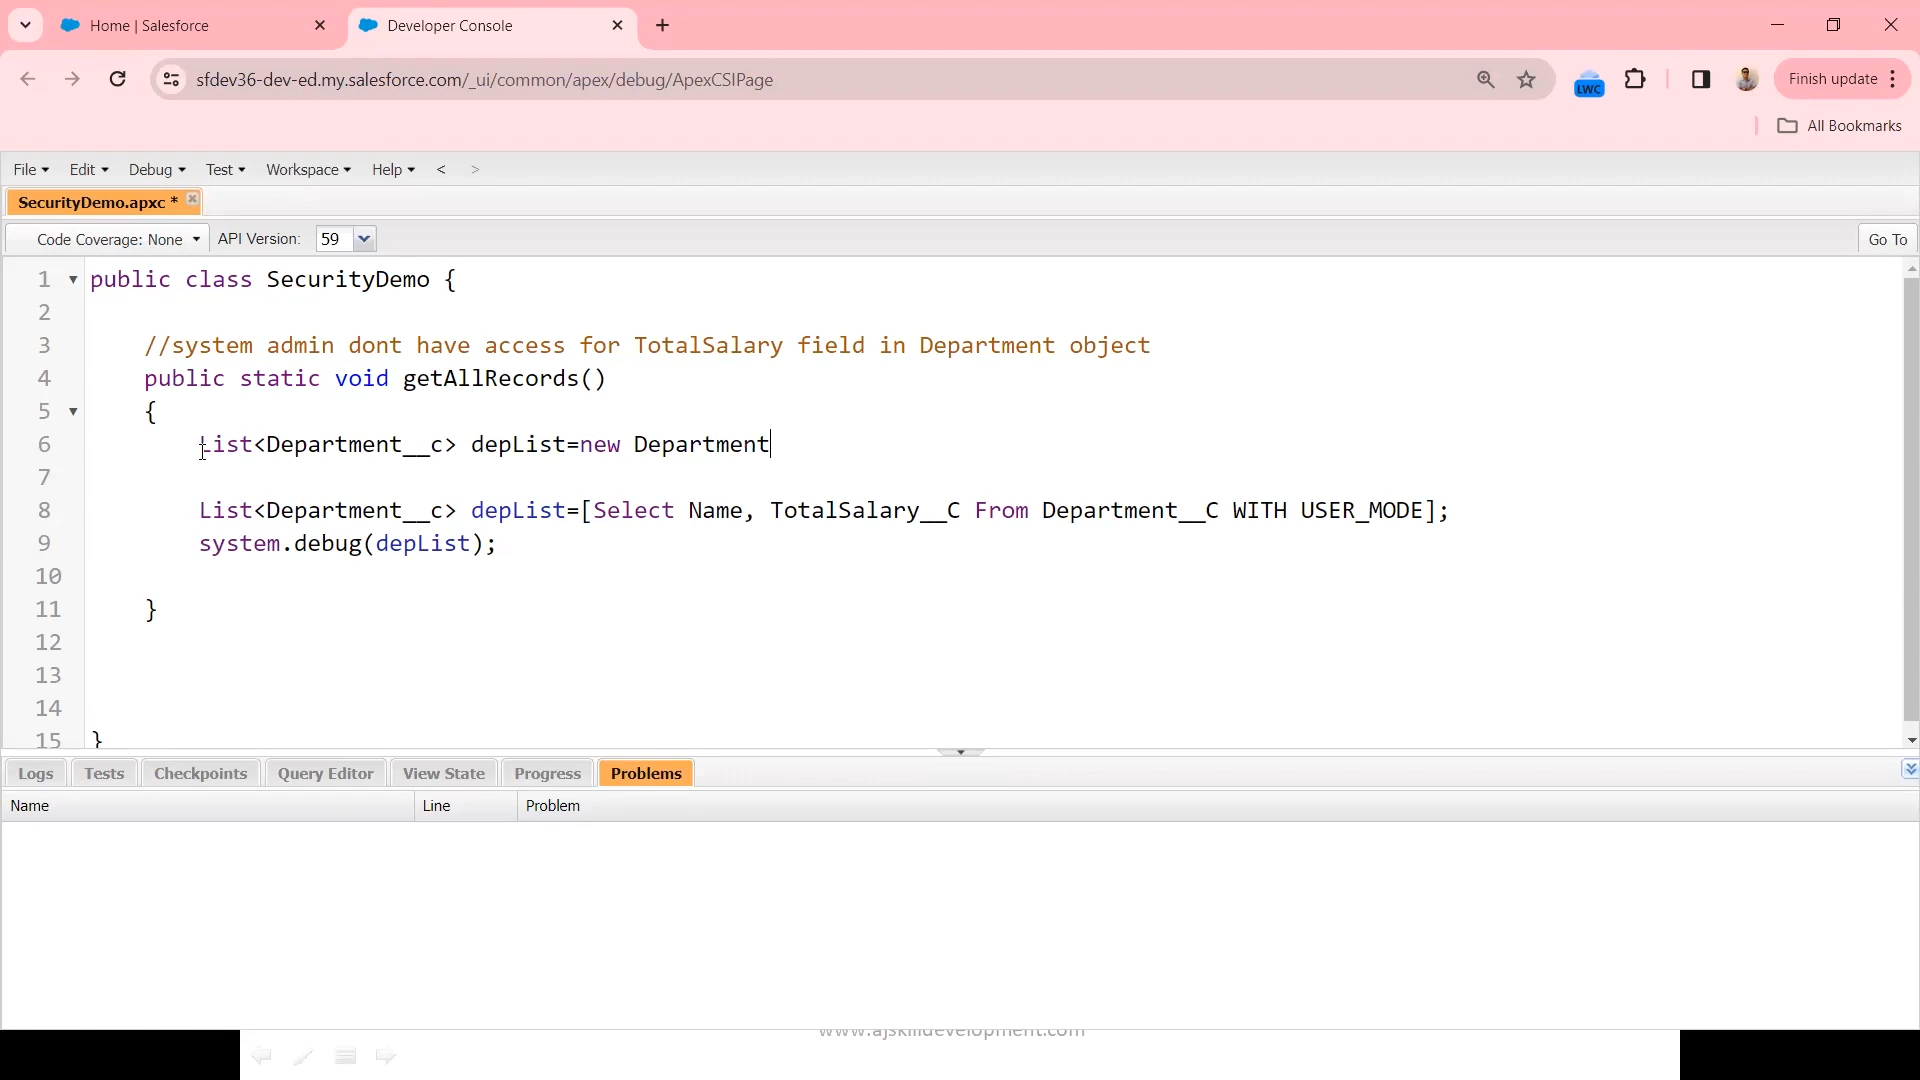 Home | Salesforce
Developer Console
sfdev36-dev-ed.my.salesforce.com/_ui/common/apex/debug/ApexCSIPage
LWC
Finish update
All Bookmarks
File Edit Debug Test Workspace Help < >
SecurityDemo.apxc *
Code Coverage: None API Version: 59 Go To
1 public class SecurityDemo {
2
3 //system admin dont have access for TotalSalary field in Department object
4 public static void getAllRecords()
5 {
6 List<Department__c> depList=new Department
7
8 List<Department__c> depList=[Select Name, TotalSalary__C From Department__C WITH USER_MODE];
9 system.debug(depList);
10
11 }
12
13
14
15 }
Logs Tests Checkpoints Query Editor View State Progress Problems
Name Line Problem
www.ajskilldevelopment.com